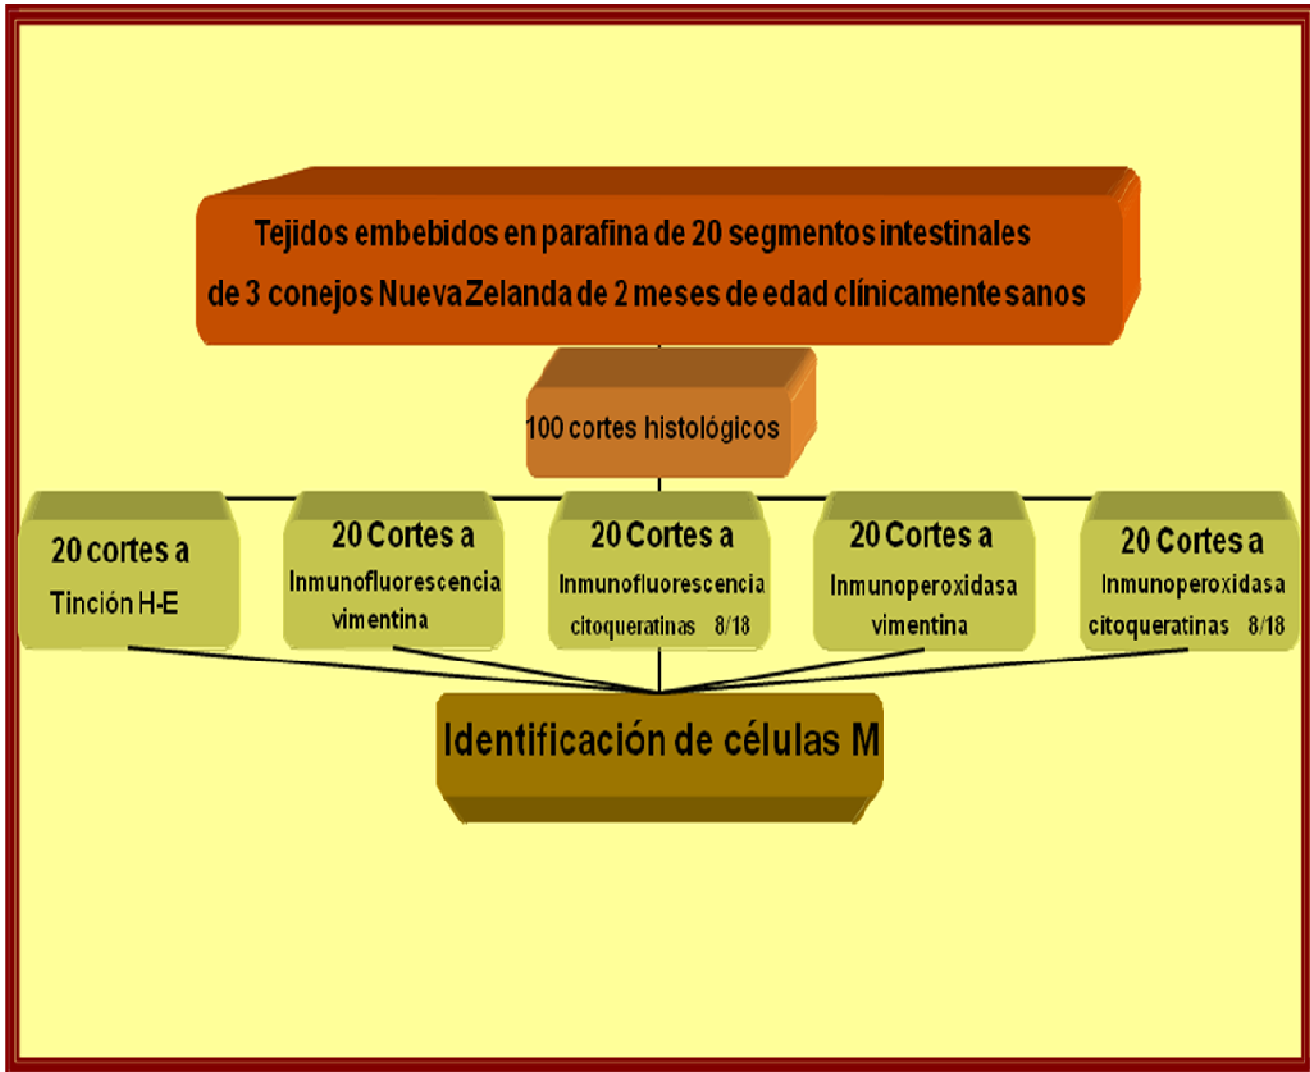 Tejidos embebidos en parafina de 20 segmentos intestinales
de 3 conejos Nueva Zelanda de 2 meses de edad clínicamente sanos
100 cortes histológicos
20 cortes a
Tinción H-E
20 Cortes a
Inmunofluorescencia
vimentina
20 Cortes a
Inmunofluorescencia
citoqueratinas 8/18
20 Cortes a
Inmunoperoxidasa
vimentina
20 Cortes a
Inmunoperoxidasa
citoqueratinas 8/18
Identificación de células M